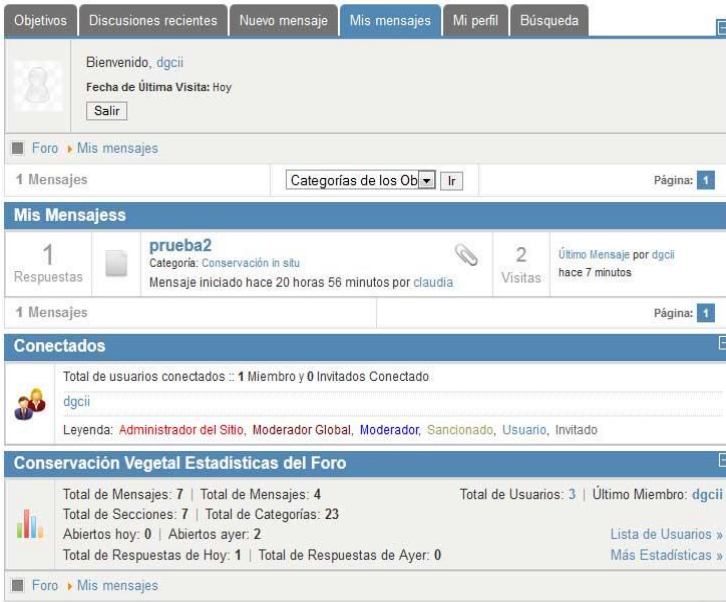 Objetivos Discusiones recientes Nuevo mensaje Mis mensajes Mi perfil Búsqueda
Bienvenido, dgcii
Fecha de Última Visita: Hoy
Salir
Foro Mis mensajes
1 Mensajes Categorías de los Ob Ir Página: 1
Mis Mensajess
1 Respuestas
prueba2
Categoría: Conservación in situ
Mensaje iniciado hace 20 horas 56 minutos por claudia
2 Visitas
Último Mensaje por dgcii
hace 7 minutos
1 Mensajes Página: 1
Conectados
Total de usuarios conectados :: 1 Miembro y 0 Invitados Conectado
dgcii
Leyenda: Administrador del Sitio, Moderador Global, Moderador, Sancionado, Usuario, Invitado
Conservación Vegetal Estadísticas del Foro
Total de Mensajes: 7 | Total de Mensajes: 4 Total de Usuarios: 3 | Último Miembro: dgcii
Total de Secciones: 7 | Total de Categorías: 23
Abiertos hoy: 0 | Abiertos ayer: 2 Lista de Usuarios »
Total de Respuestas de Hoy: 1 | Total de Respuestas de Ayer: 0 Más Estadísticas »
Foro Mis mensajes